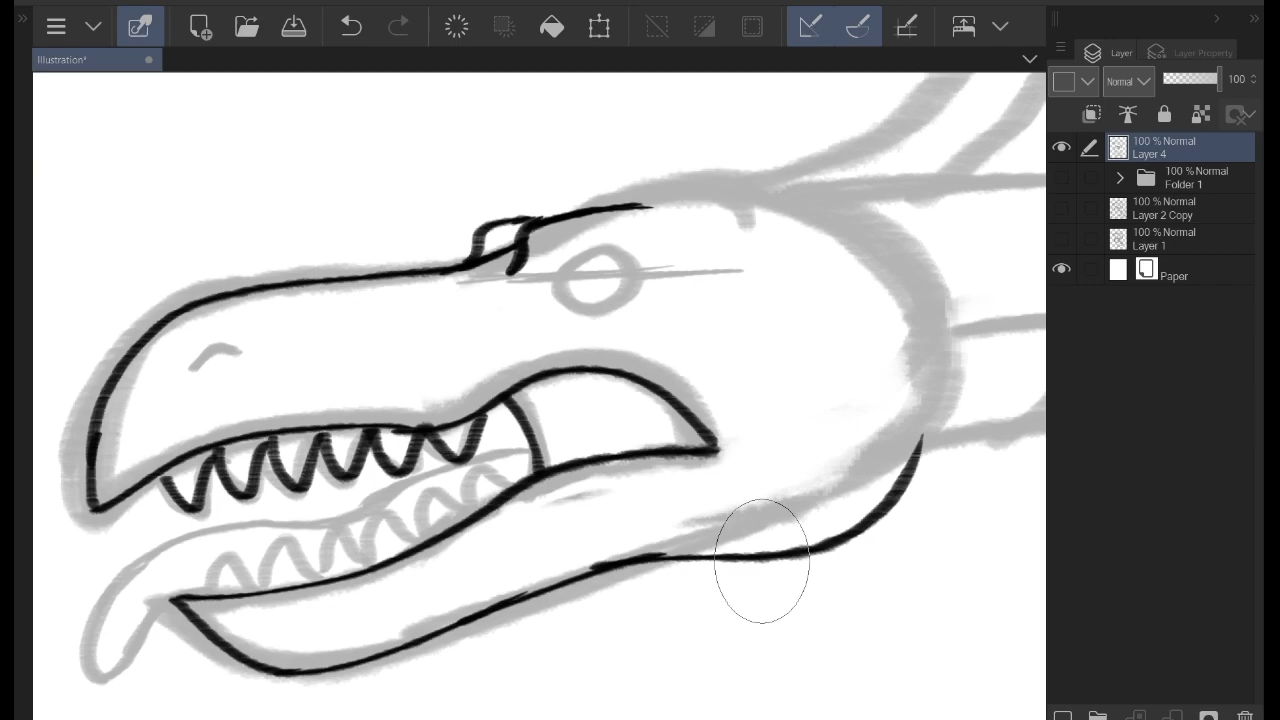 Illustration*
Layer
Layer Property
Normal
100
100 %Normal
Layer 4
100 %Normal
Folder 1
100 %Normal
Layer 2 Copy
100 %Normal
Layer 1
Paper